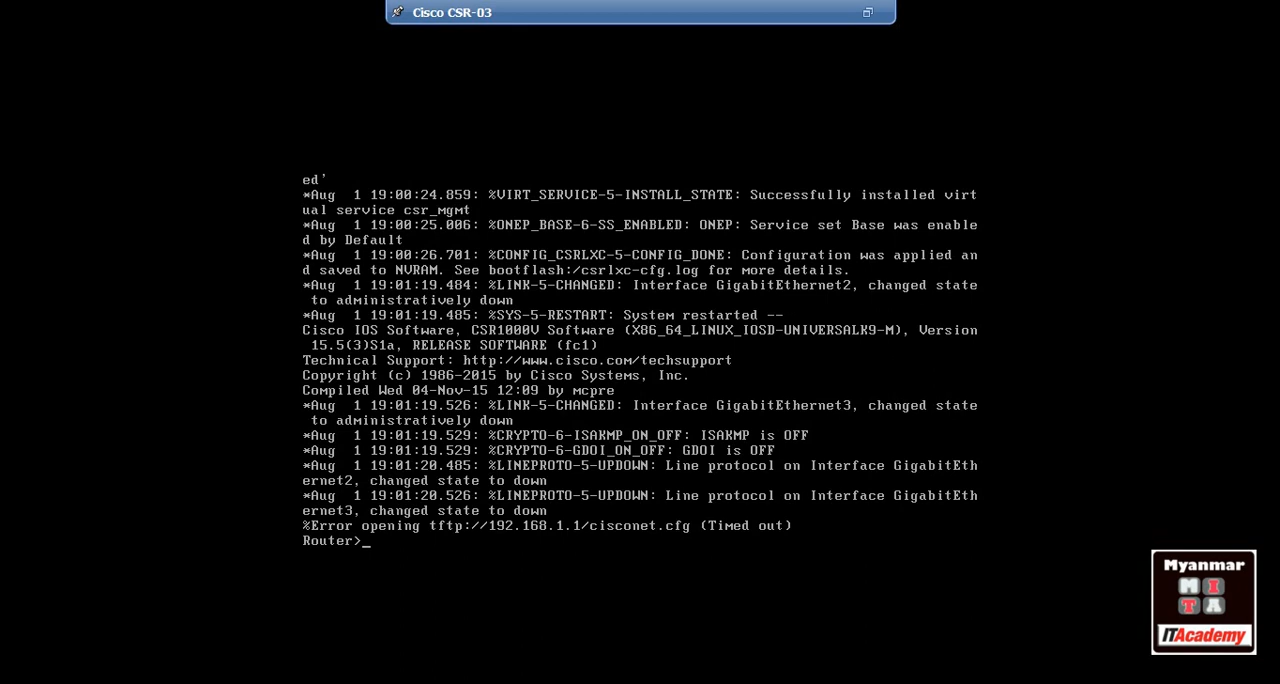 Cisco CSR-03
ed'
*Aug  1 19:00:24.859: %VIRT_SERVICE-5-INSTALL_STATE: Successfully installed virt
ual service csr_mgmt
*Aug  1 19:00:25.006: %ONEP_BASE-6-SS_ENABLED: ONEP: Service set Base was enable
d by Default
*Aug  1 19:00:26.701: %CONFIG_CSRLXC-5-CONFIG_DONE: Configuration was applied an
d saved to NVRAM. See bootflash:/csrlxc-cfg.log for more details.
*Aug  1 19:01:19.484: %LINK-5-CHANGED: Interface GigabitEthernet2, changed state
 to administratively down
*Aug  1 19:01:19.485: %SYS-5-RESTART: System restarted --
Cisco IOS Software, CSR1000V Software (X86_64_LINUX_IOSD-UNIVERSALK9-M), Version
 15.5(3)S1a, RELEASE SOFTWARE (fc1)
Technical Support: http://www.cisco.com/techsupport
Copyright (c) 1986-2015 by Cisco Systems, Inc.
Compiled Wed 04-Nov-15 12:09 by mcpre
*Aug  1 19:01:19.526: %LINK-5-CHANGED: Interface GigabitEthernet3, changed state
 to administratively down
*Aug  1 19:01:19.529: %CRYPTO-6-ISAKMP_ON_OFF: ISAKMP is OFF
*Aug  1 19:01:19.529: %CRYPTO-6-GDOI_ON_OFF: GDOI is OFF
*Aug  1 19:01:20.485: %LINEPROTO-5-UPDOWN: Line protocol on Interface GigabitEth
ernet2, changed state to down
*Aug  1 19:01:20.526: %LINEPROTO-5-UPDOWN: Line protocol on Interface GigabitEth
ernet3, changed state to down
%Error opening tftp://192.168.1.1/cisconet.cfg (Timed out)
Router>_
Myanmar
M I
T A
ITAcademy